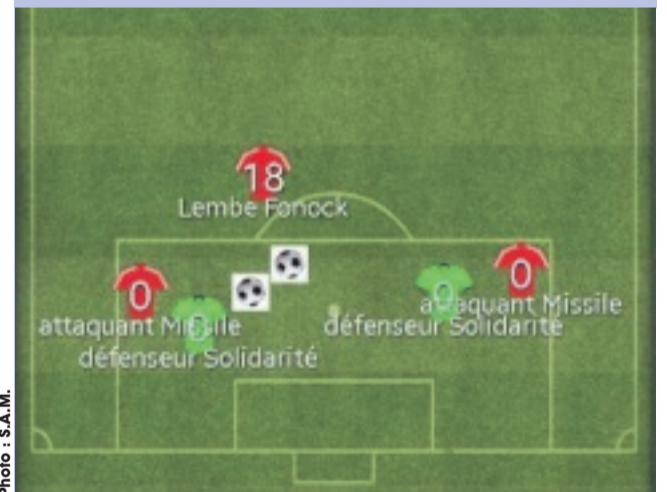 18
Lembe Fonock
0
attaquant Missile
0
défenseur Solidarité
0
attaquant Missile
0
défenseur Solidarité
Photo : S.A.M.